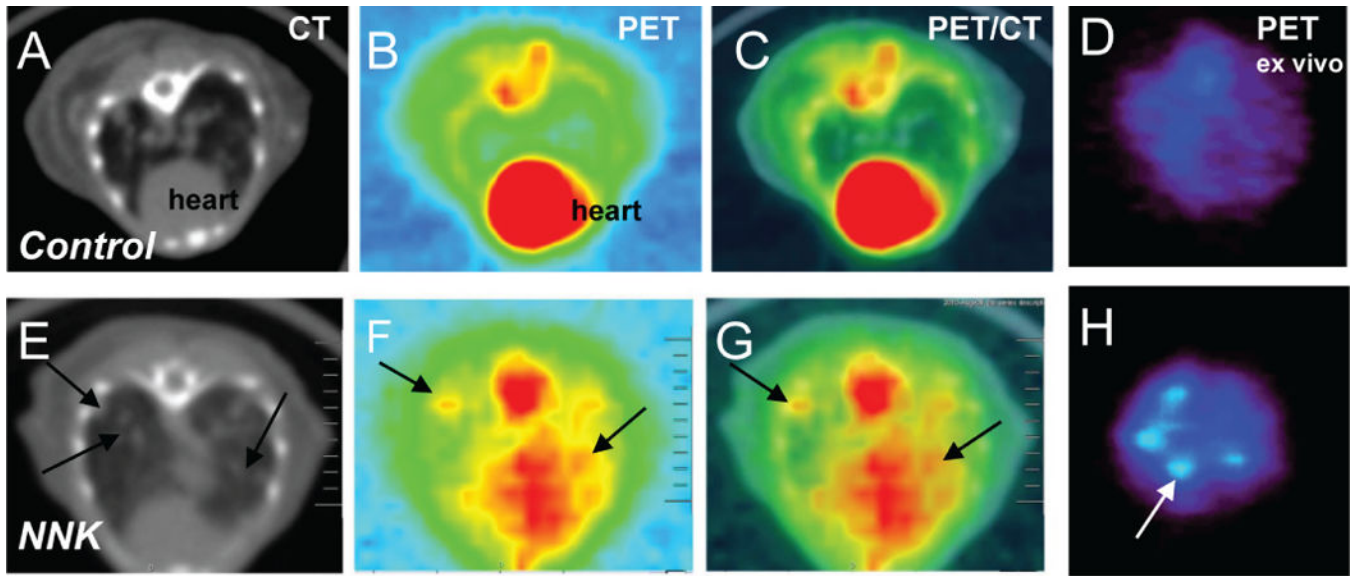 A CT
heart
Control
B PET
heart
C PET/CT
D PET
ex vivo
E
NNK
F
G
H